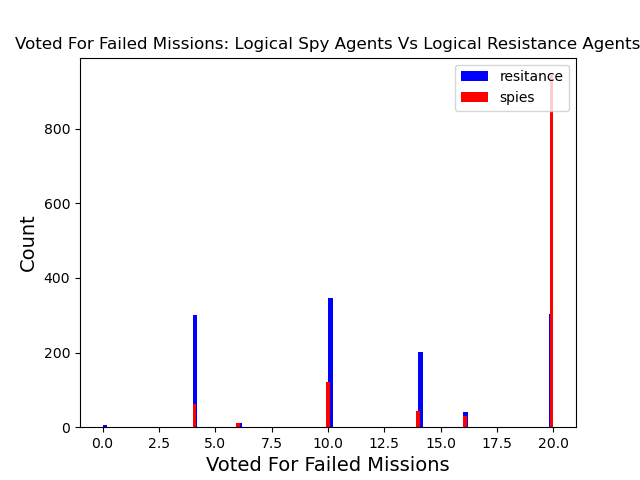 Voted For Failed Missions: Logical Spy Agents Vs Logical Resistance Agents
resitance
spies
800
600
400
200
0
Count
0.0 2.5 5.0 7.5 10.0 12.5 15.0 17.5 20.0
Voted For Failed Missions